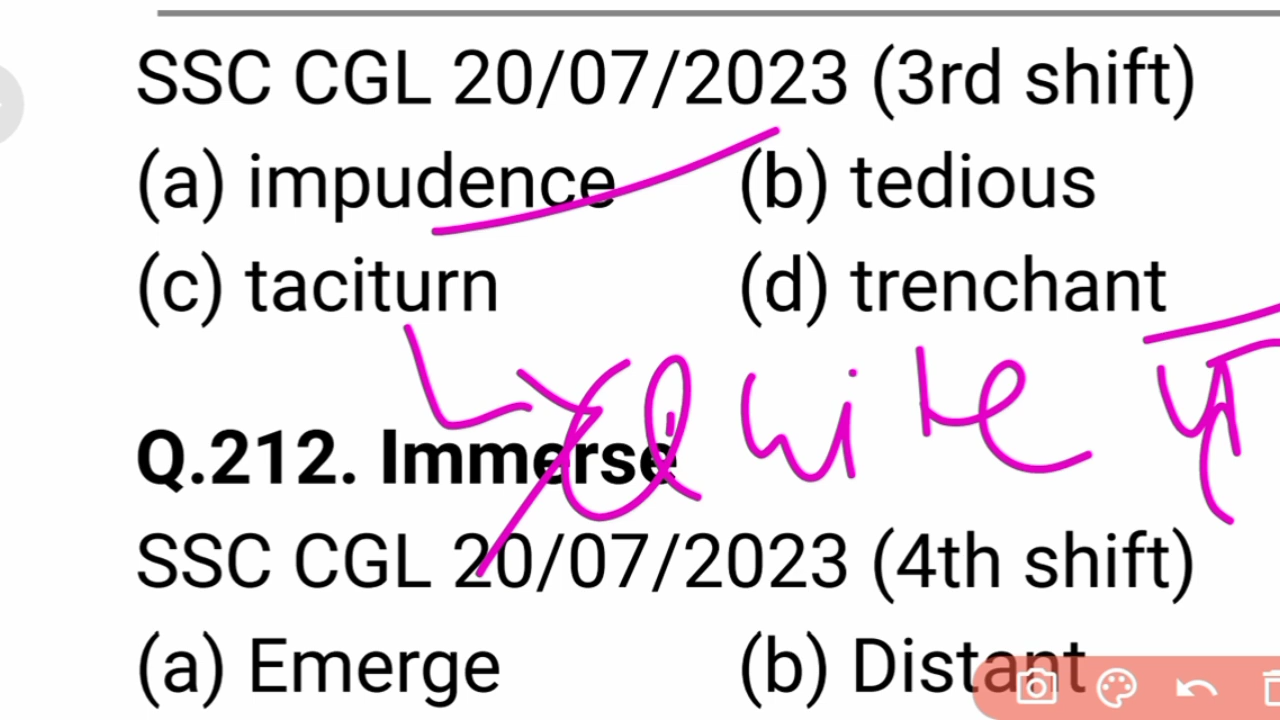 SSC CGL 20/07/2023 (3rd shift)
(a) impudence (b) tedious
(c) taciturn (d) trenchant
Q.212. Immerse
SSC CGL 20/07/2023 (4th shift)
(a) Emerge (b) Distant